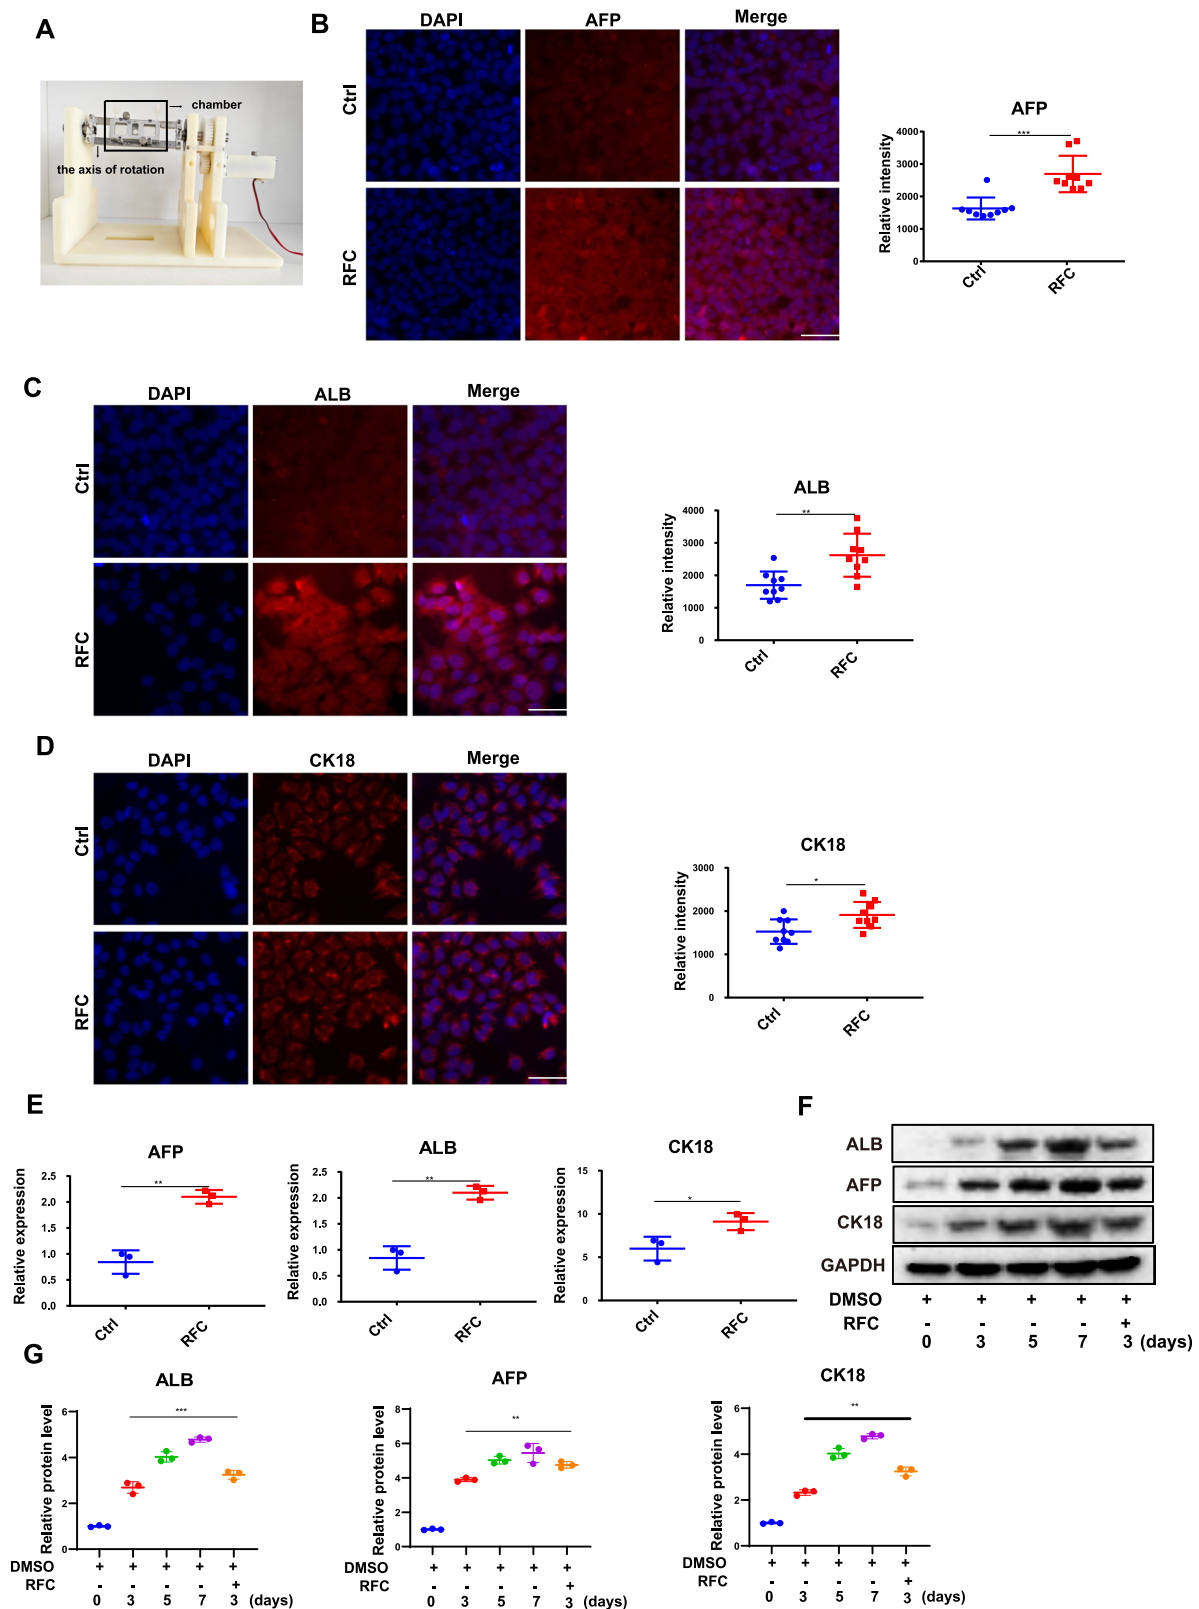 A
chamber
the axis of rotation
B
DAPI AFP Merge
Ctrl
RFC
AFP
Relative intensity
4000
3000
2000
1000
0
***
Ctrl RFC
C
DAPI ALB Merge
Ctrl
RFC
ALB
Relative intensity
4000
3000
2000
1000
0
**
Ctrl RFC
D
DAPI CK18 Merge
Ctrl
RFC
CK18
Relative intensity
3000
2000
1000
0
*
Ctrl RFC
E
AFP
Relative expression
2.5
2.0
1.5
1.0
0.5
0.0
**
Ctrl RFC
ALB
Relative expression
2.5
2.0
1.5
1.0
0.5
0.0
**
Ctrl RFC
CK18
Relative expression
15
10
5
0
*
Ctrl RFC
F
ALB
AFP
CK18
GAPDH
DMSO + + + + +
RFC - - - - +
0 3 5 7 3 (days)
G
ALB
Relative protein level
6
4
2
0
***
DMSO + + + + +
RFC - - - - +
0 3 5 7 3 (days)
AFP
Relative protein level
8
6
4
2
0
**
DMSO + + + + +
RFC - - - - +
0 3 5 7 3 (days)
CK18
Relative protein level
6
4
2
0
**
DMSO + + + + +
RFC - - - - +
0 3 5 7 3 (days)